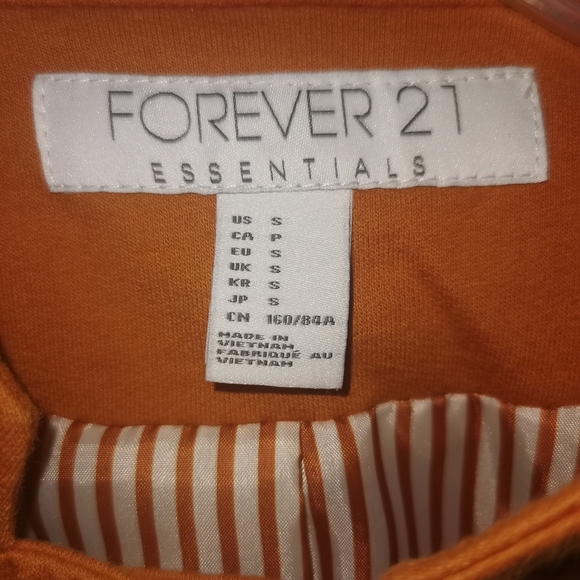 FOREVER 21
ESSENTIALS
US S
CA P
EU S
UK S
KR S
JP S
CN 160/84A
MADE IN
VIETNAM
FABRIQUÉ AU
VIETNAM